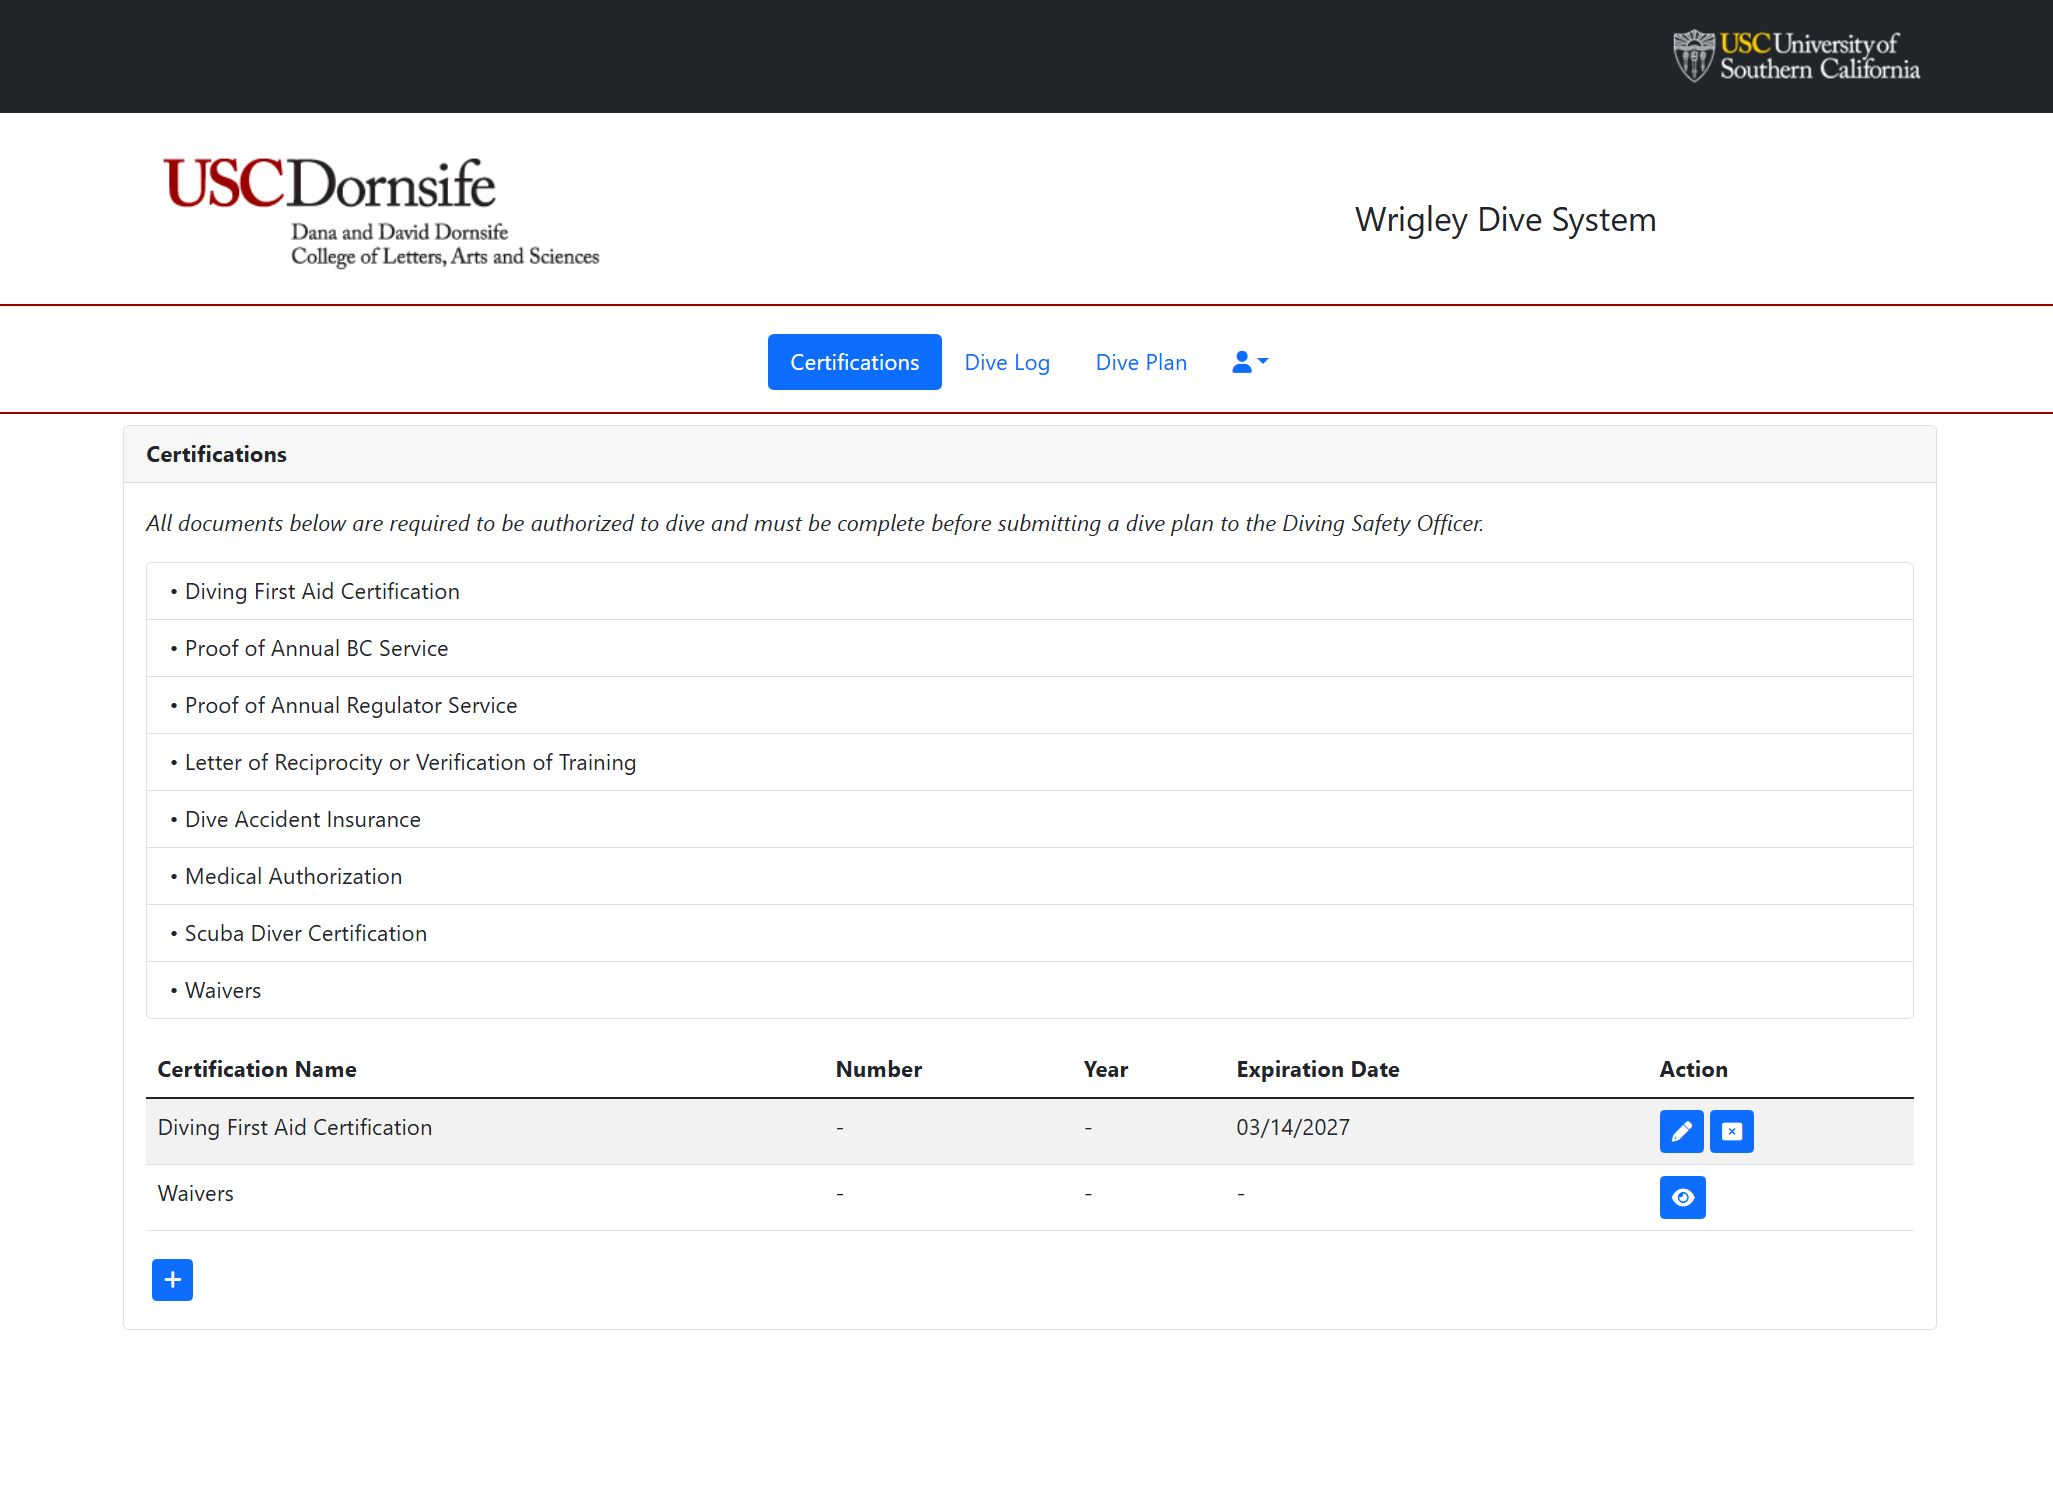 USC University of
Southern California
USC Dornsife
Dana and David Dornsife
College of Letters, Arts and Sciences
Wrigley Dive System
Certifications
Dive Log
Dive Plan
Certifications
All documents below are required to be authorized to dive and must be complete before submitting a dive plan to the Diving Safety Officer.
• Diving First Aid Certification
• Proof of Annual BC Service
• Proof of Annual Regulator Service
• Letter of Reciprocity or Verification of Training
• Dive Accident Insurance
• Medical Authorization
• Scuba Diver Certification
• Waivers
Certification Name Number Year Expiration Date Action
Diving First Aid Certification - - 03/14/2027
Waivers - - -